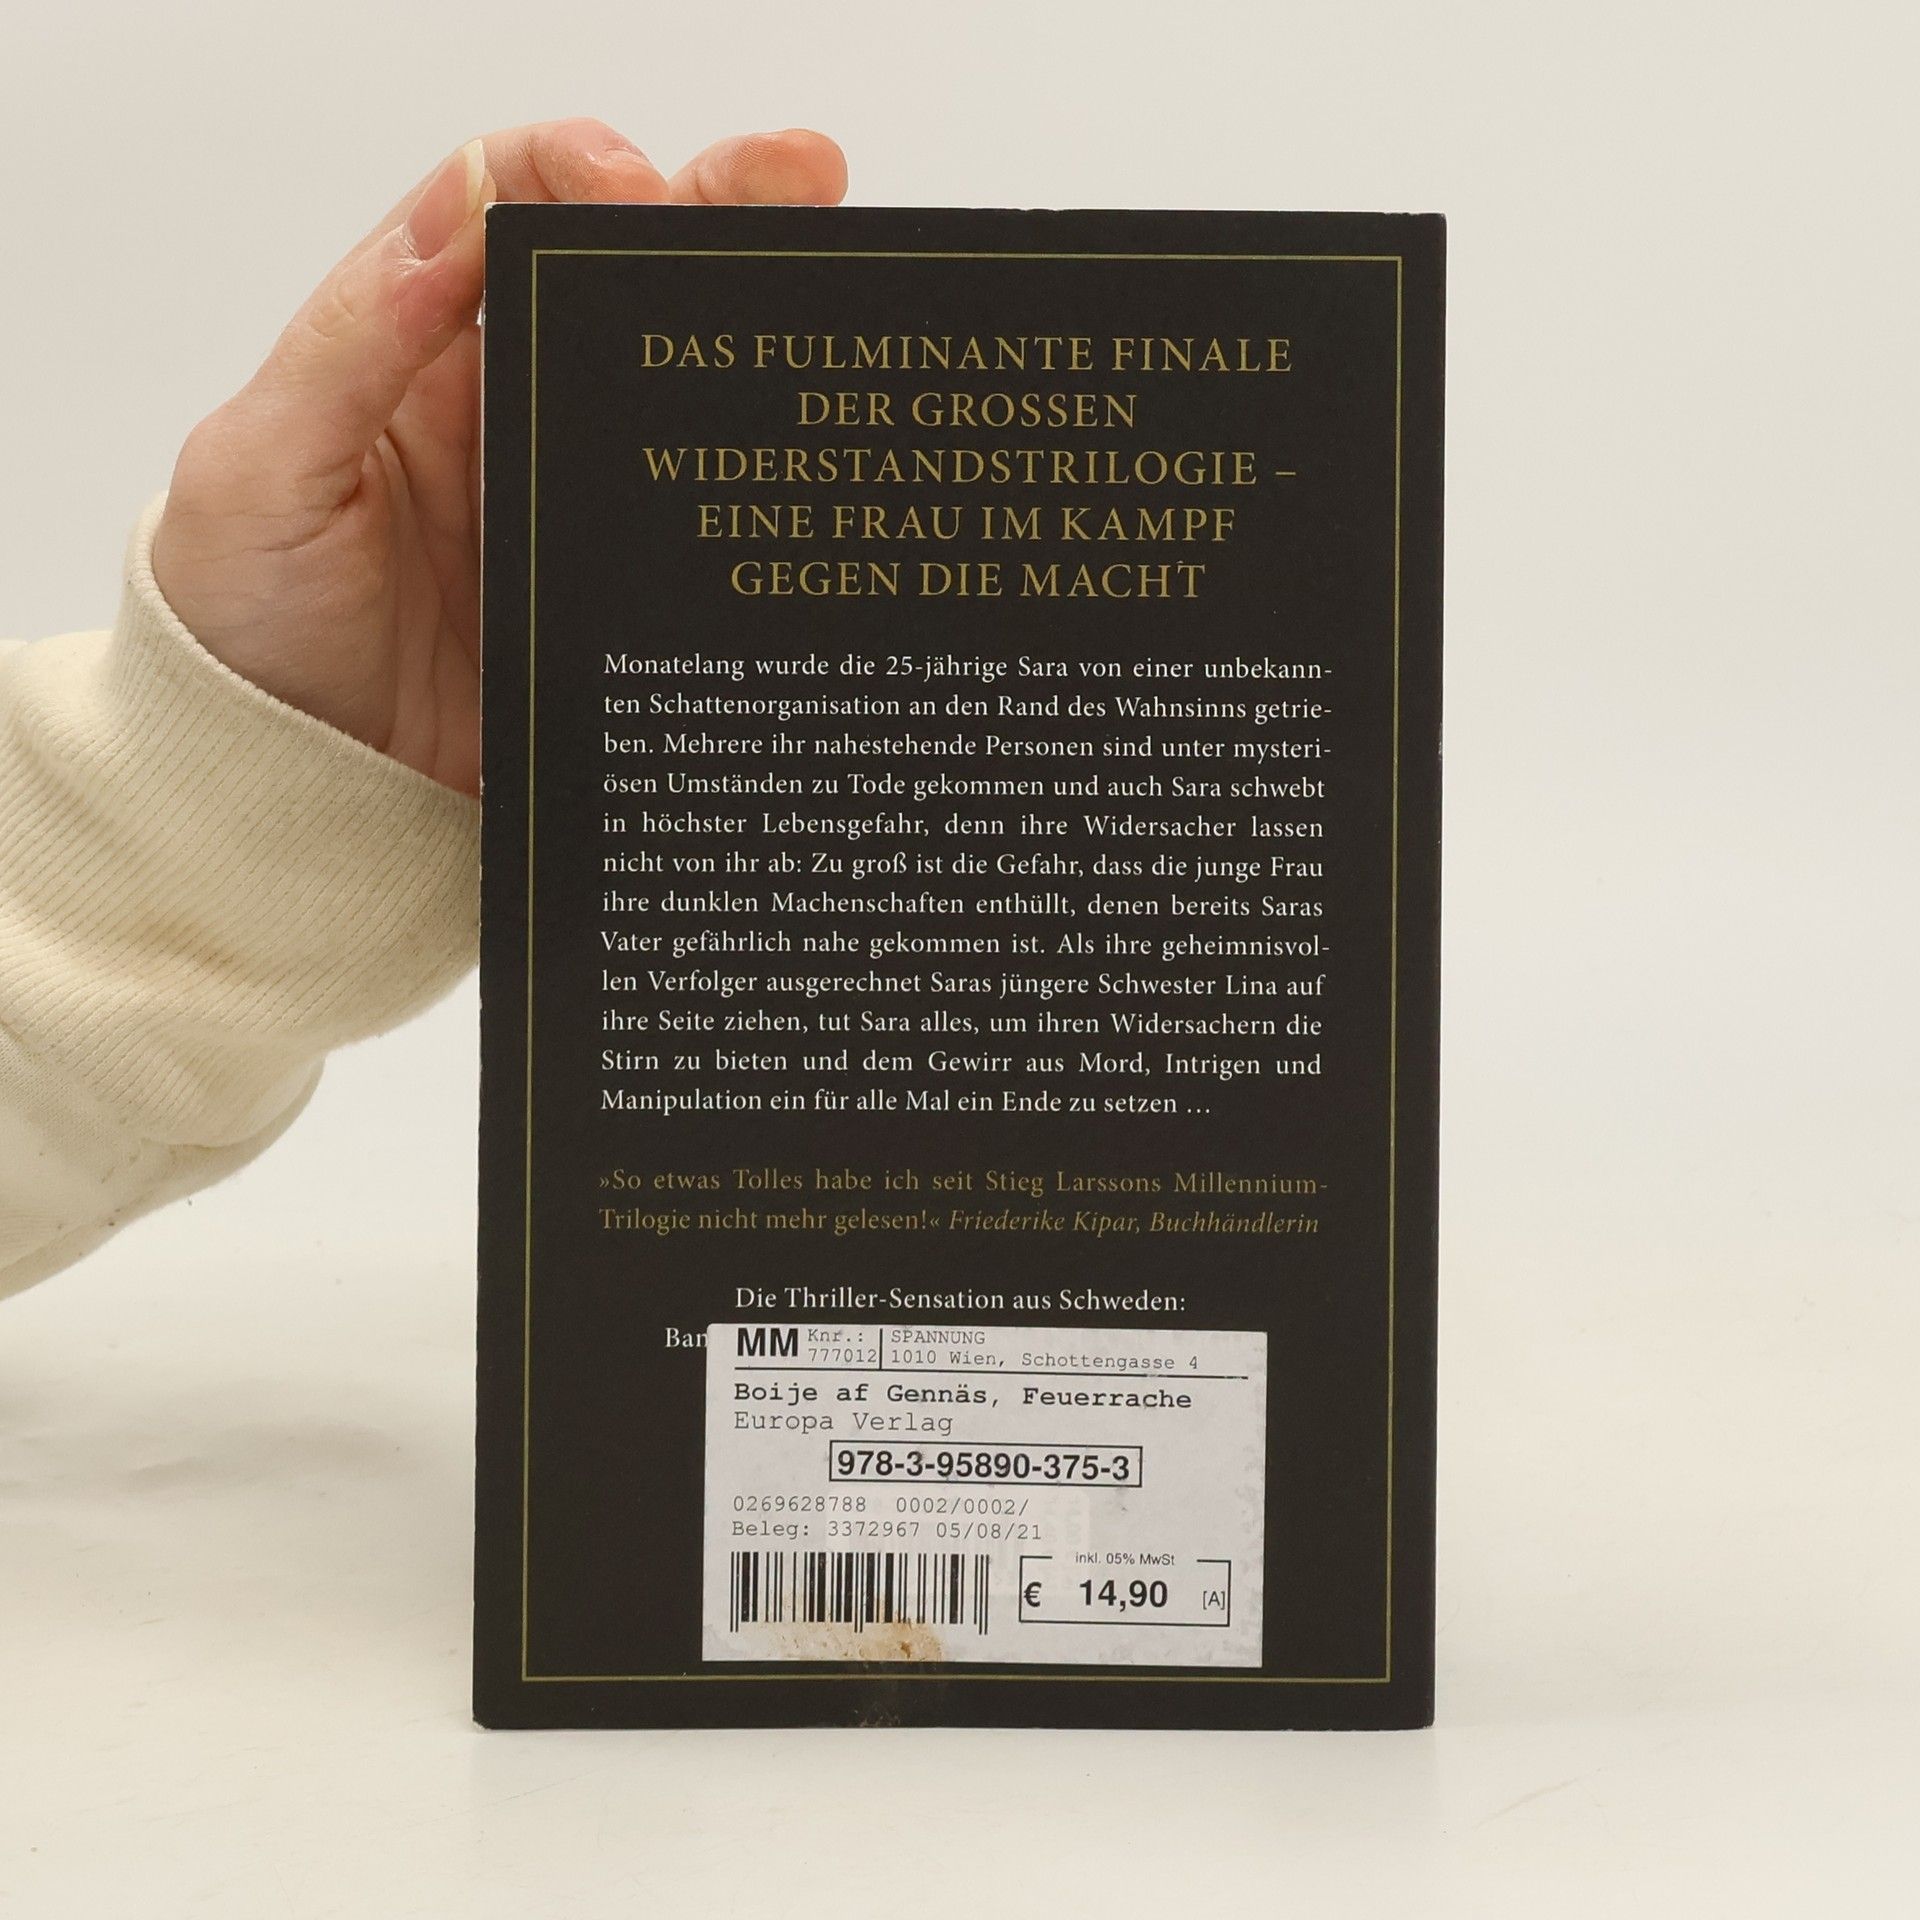 DAS FULMINANTE FINALE
DER GROSSEN
WIDERSTANDSTRILOGIE –
EINE FRAU IM KAMPF
GEGEN DIE MACHT
Monatelang wurde die 25-jährige Sara von einer unbekann-
ten Schattenorganisation an den Rand des Wahnsinns getrie-
ben. Mehrere ihr nahestehende Personen sind unter mysteri-
ösen Umständen zu Tode gekommen und auch Sara schwebt
in höchster Lebensgefahr, denn ihre Widersacher lassen
nicht von ihr ab: Zu groß ist die Gefahr, dass die junge Frau
ihre dunklen Machenschaften enthüllt, denen bereits Saras
Vater gefährlich nahe gekommen ist. Als ihre geheimnisvol-
len Verfolger ausgerechnet Saras jüngere Schwester Lina auf
ihre Seite ziehen, tut Sara alles, um ihren Widersachern die
Stirn zu bieten und dem Gewirr aus Mord, Intrigen und
Manipulation ein für alle Mal ein Ende zu setzen …
»So etwas Tolles habe ich seit Stieg Larssons Millennium-
Trilogie nicht mehr gelesen!« Friederike Kipar, Buchhändlerin
Die Thriller-Sensation aus Schweden:
Ban
MM Knr.: SPANNUNG
777012 1010 Wien, Schottengasse 4
Boije af Gennäs, Feuerrache
Europa Verlag
978-3-95890-375-3
0269628788 0002/0002/
Beleg: 3372967 05/08/21
inkl. 05% MwSt
€ 14,90 [A]